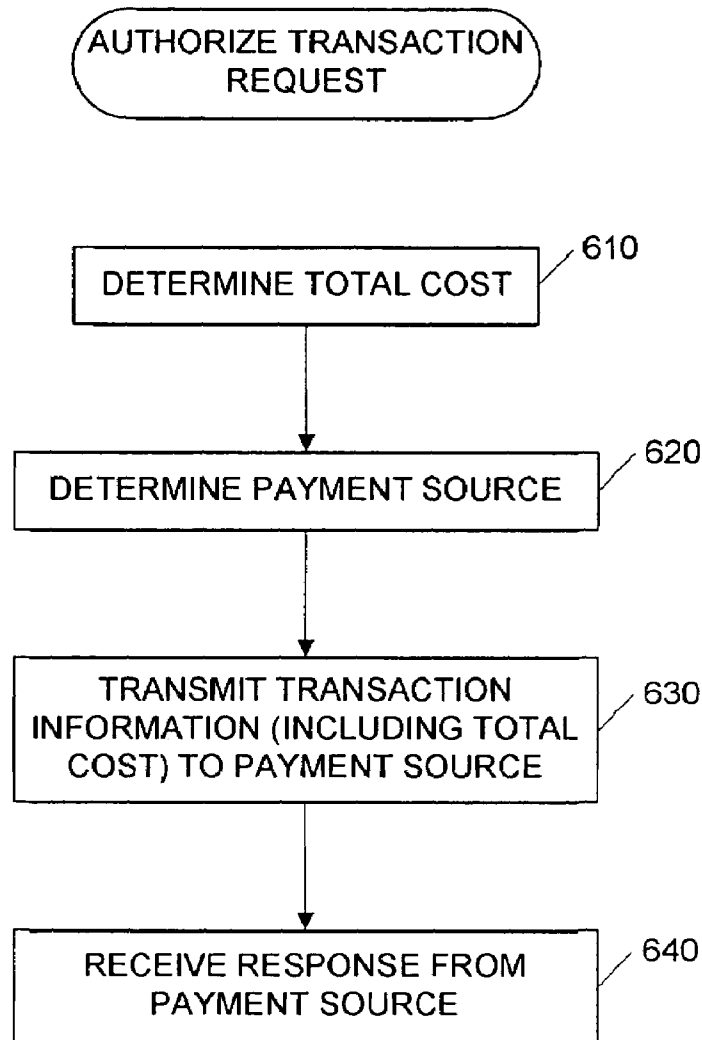 AUTHORIZE TRANSACTION
REQUEST
610
DETERMINE TOTAL COST
620
DETERMINE PAYMENT SOURCE
630
TRANSMIT TRANSACTION
INFORMATION (INCLUDING TOTAL
COST) TO PAYMENT SOURCE
640
RECEIVE RESPONSE FROM
PAYMENT SOURCE